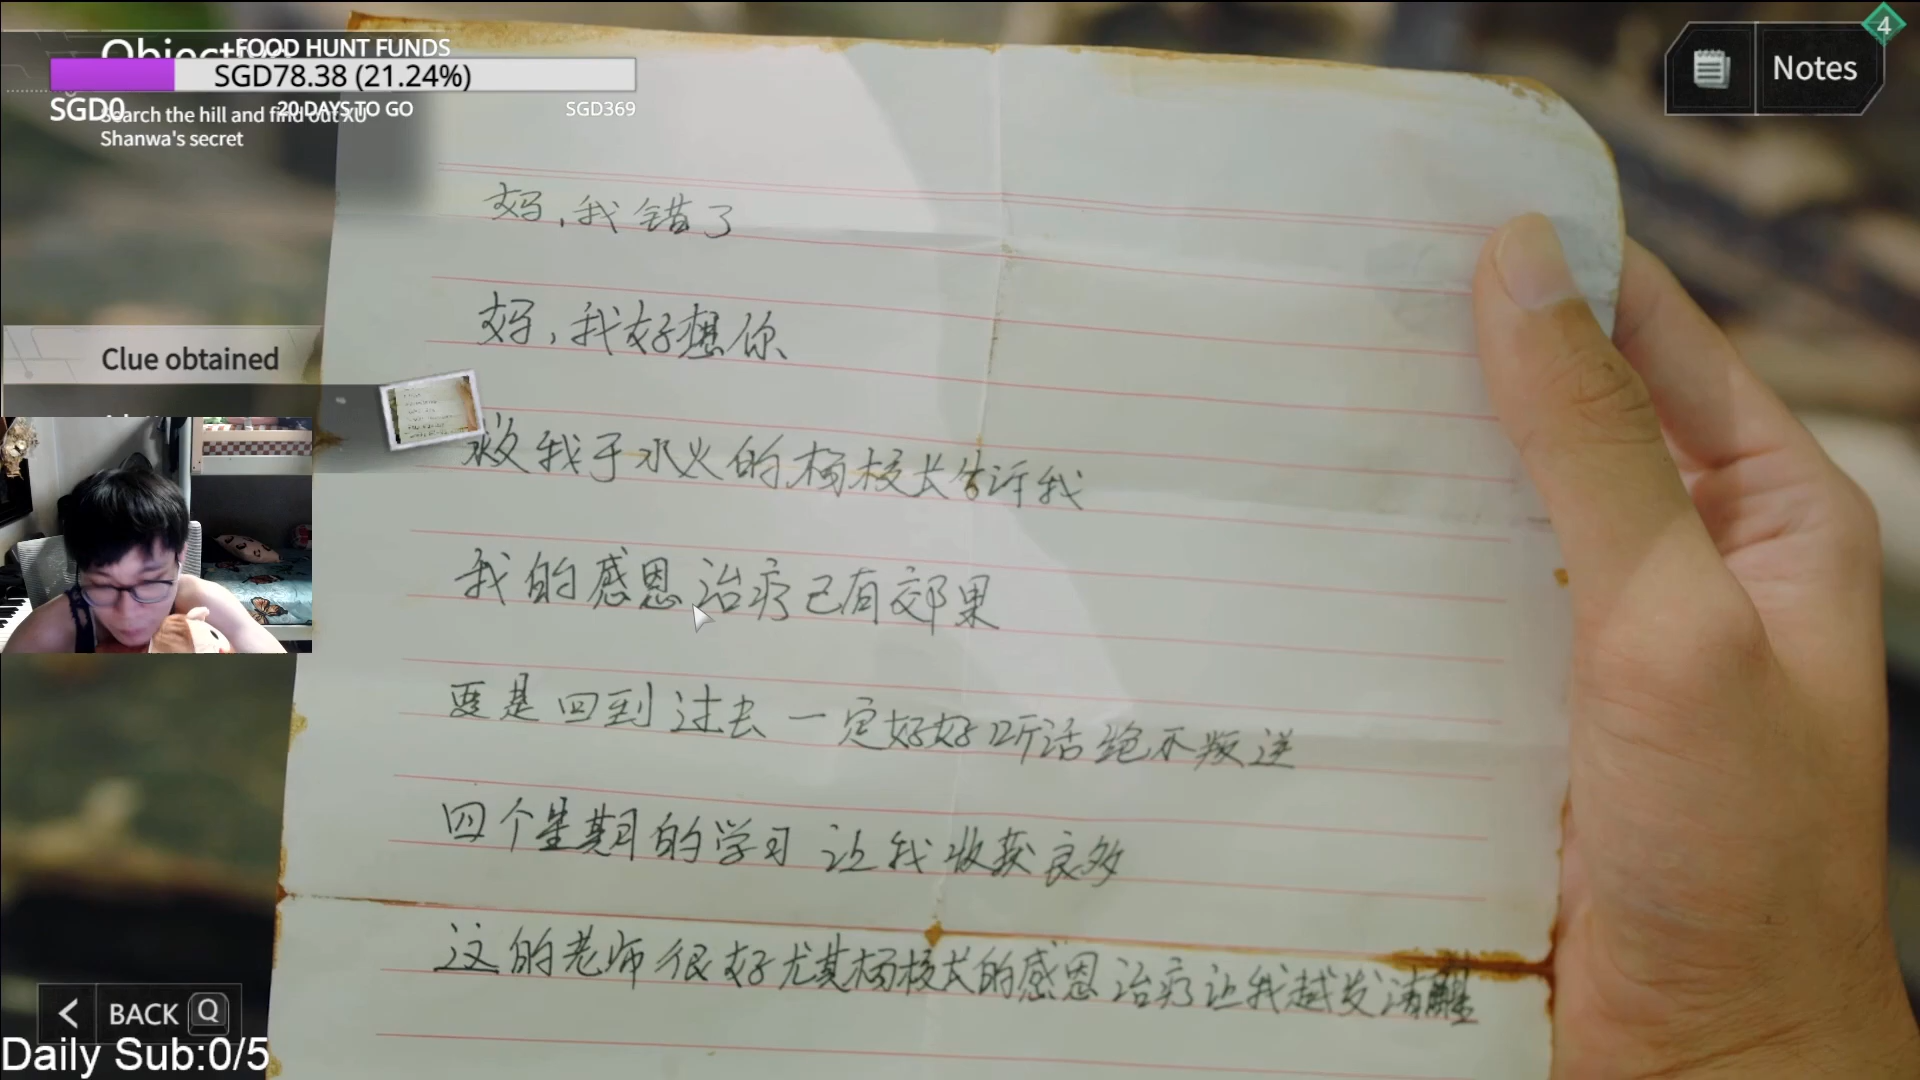 Objective
FOOD HUNT FUNDS
SGD78.38 (21.24%)
SGD0
20 DAYS TO GO
SGD369
Search the hill and find out XU
Shanwa's secret
4
Notes
Clue obtained
妈,我错了
妈,我好想你
救我于水火的杨校长告诉我
我的感恩治疗已有效果
要是回到过去一定好好听话绝不叛逆
四个星期的学习 让我收获良多
这的老师很好尤其杨校长的感恩治疗让我越发清醒
BACK Q
Daily Sub:0/5